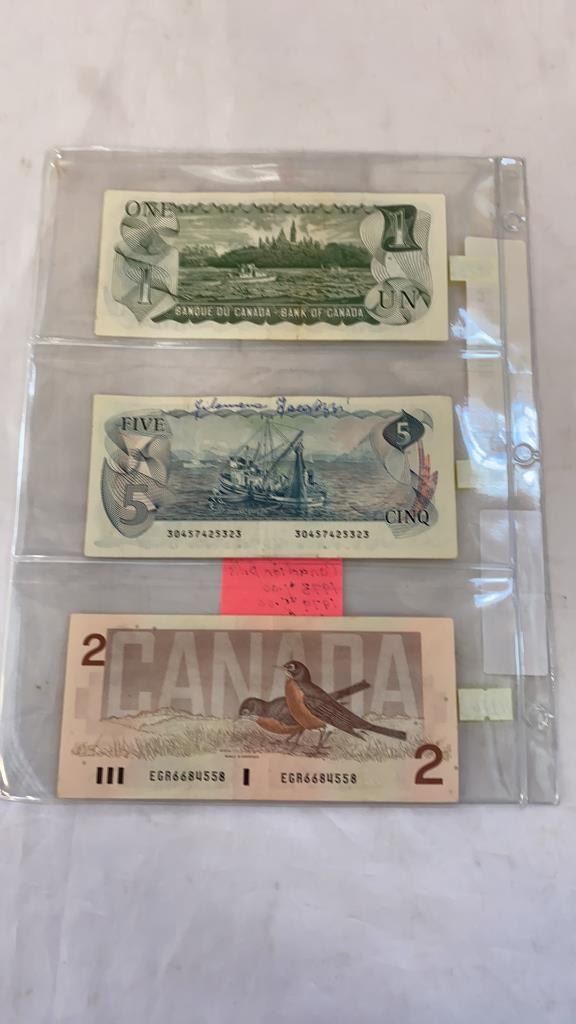 ONE 1
1 UN
BANQUE DU CANADA - BANK OF CANADA
FIVE 5
5 CINQ
30457425323 30457425323
2 CANADA
2
EGR6684558 EGR6684558